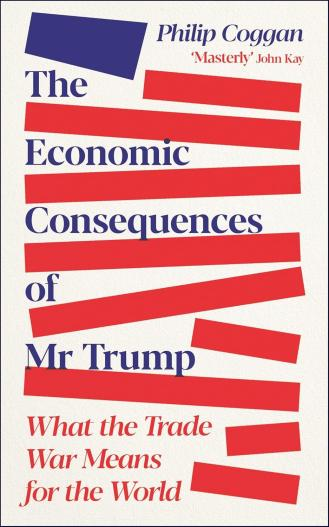 Philip Coggan
‘Masterly’ John Kay
The
Economic
Consequences
of
Mr Trump
What the Trade
War Means
for the World